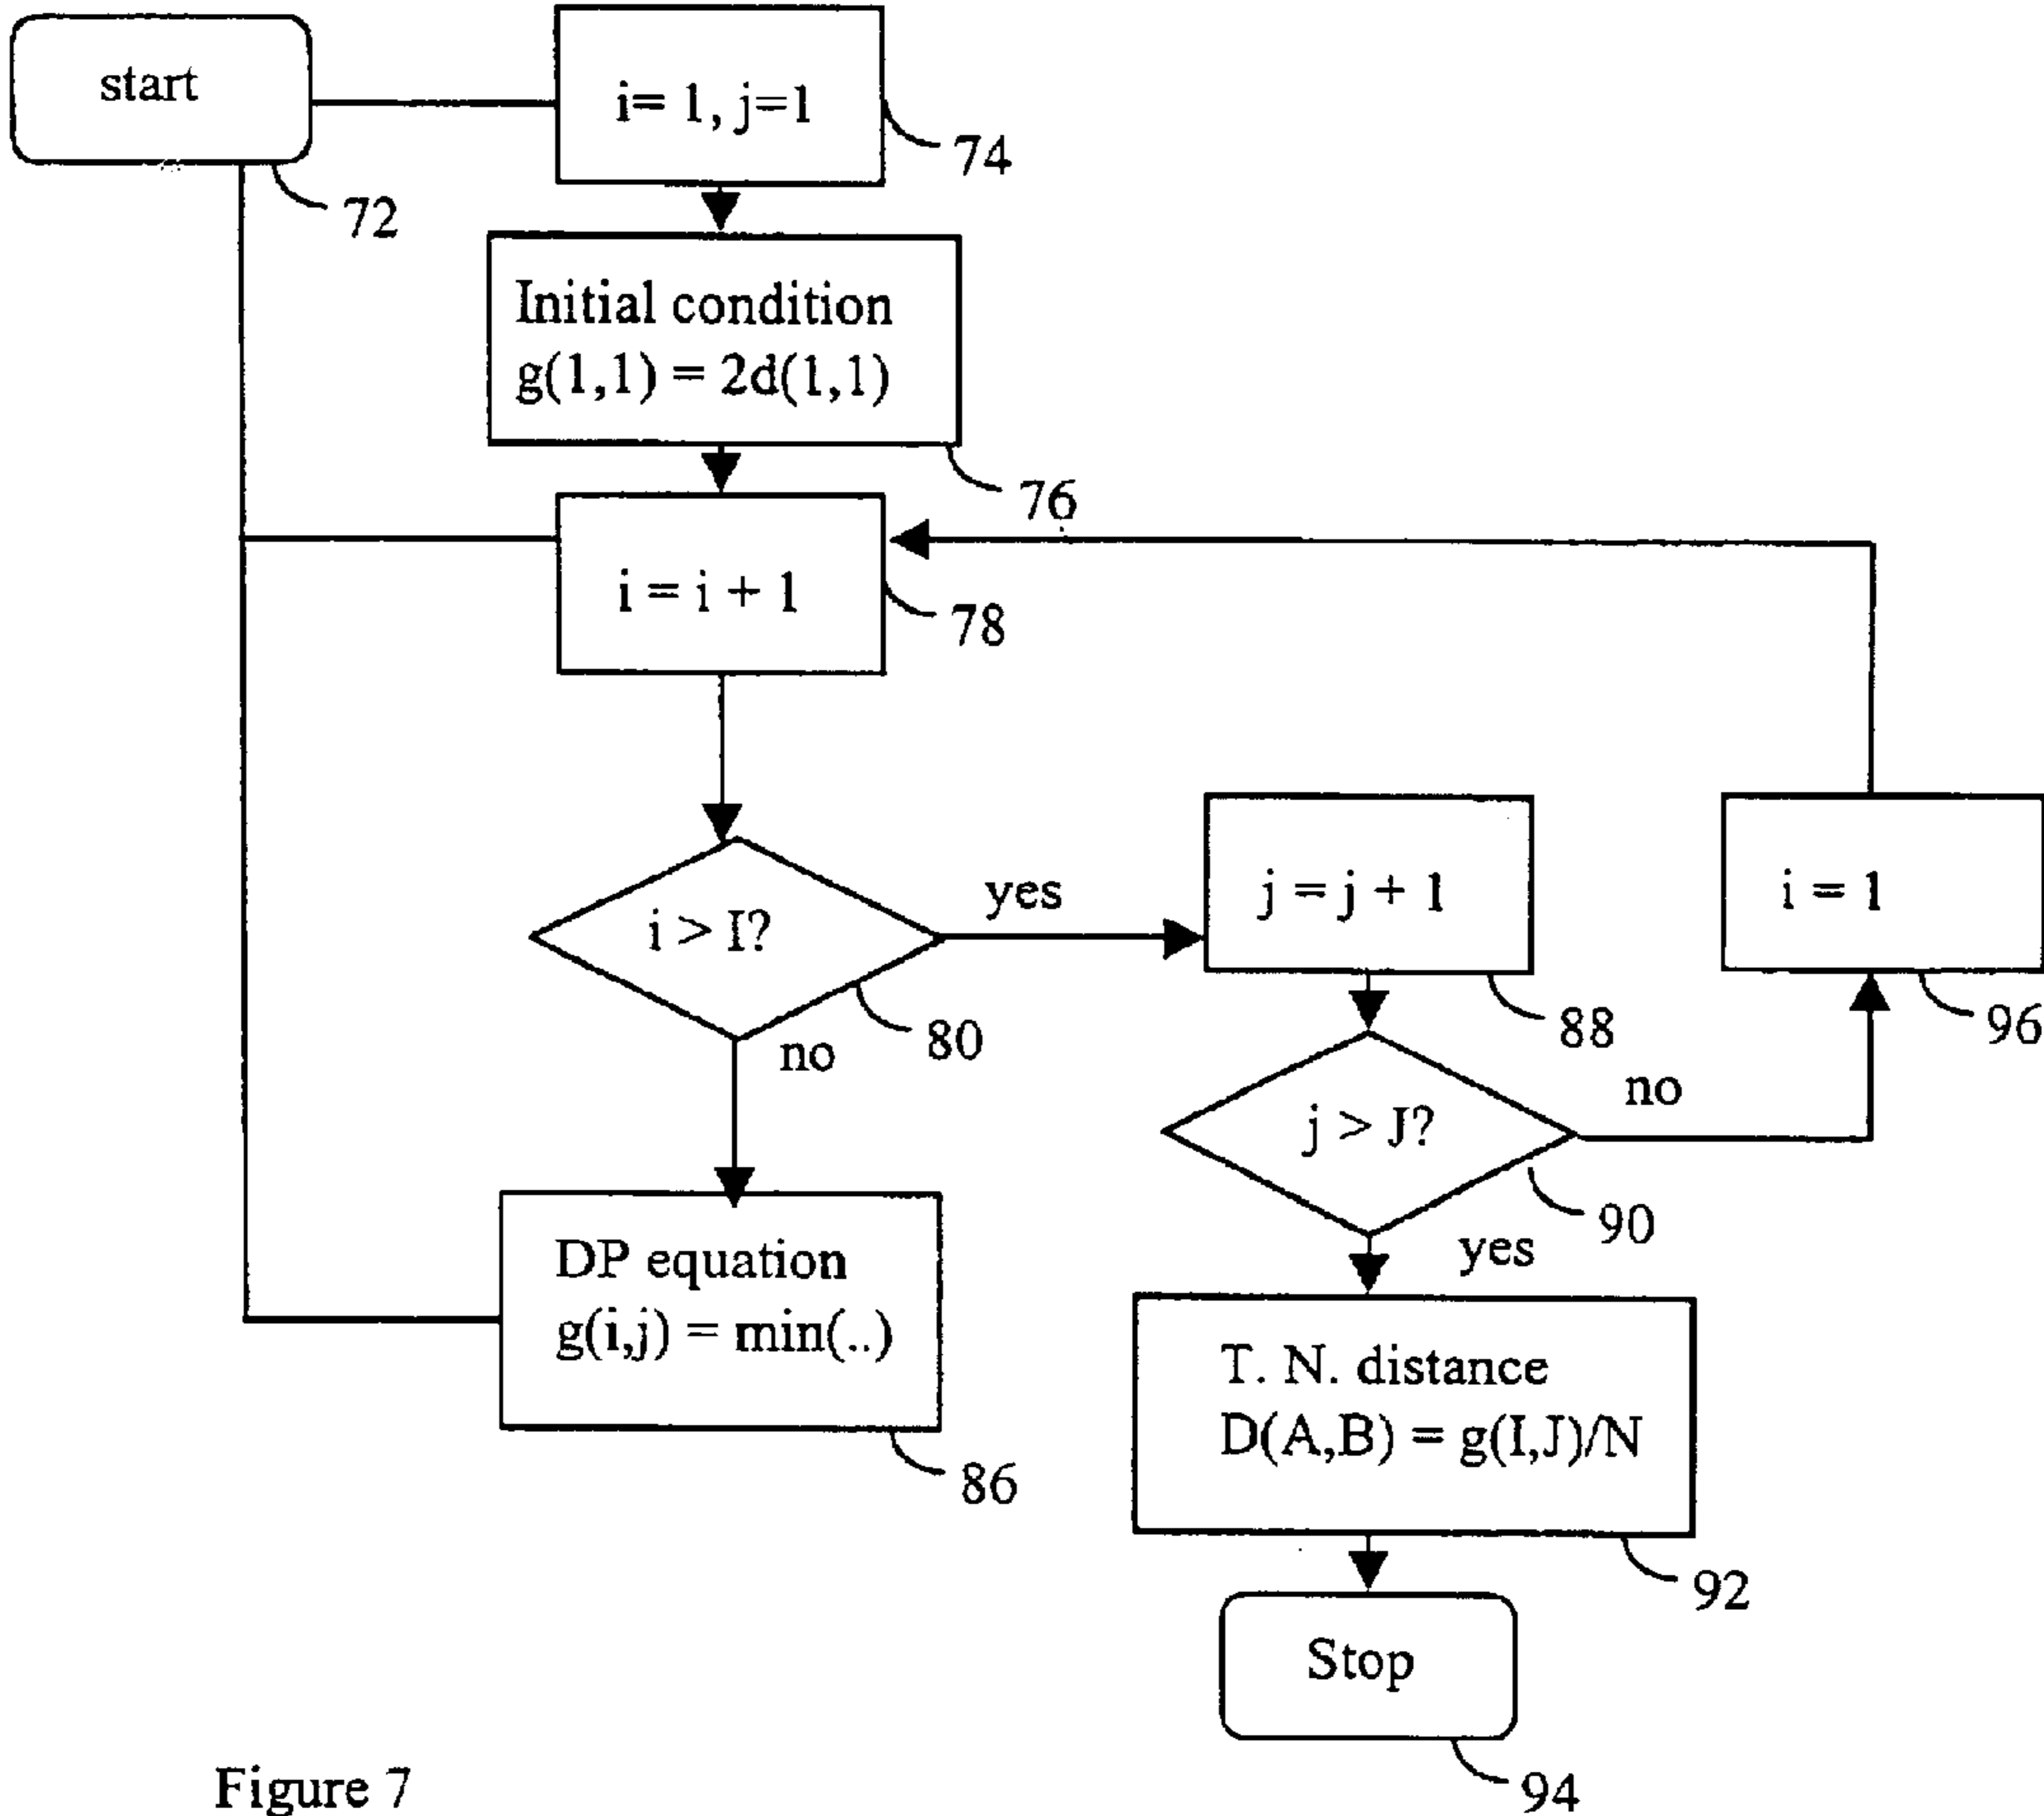 start
72
i= 1, j=1
74
Initial condition
g(1,1) = 2d(1,1)
76
i = i + 1
78
i > I?
80
yes
no
j = j + 1
88
i = 1
96
j > J?
90
no
yes
DP equation
g(i,j) = min(..)
86
T. N. distance
D(A,B) = g(I,J)/N
92
Stop
94
Figure 7